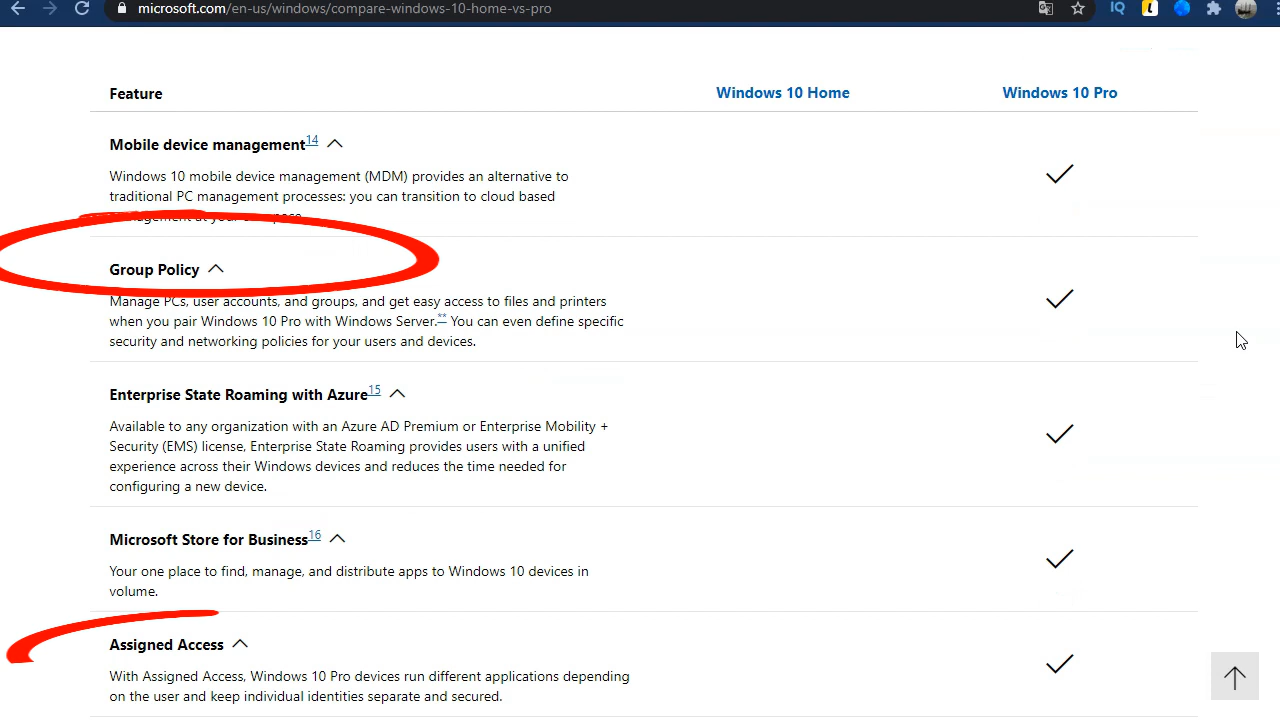 microsoft.com/en-us/windows/compare-windows-10-home-vs-pro
IQ
Feature Windows 10 Home Windows 10 Pro
Mobile device management14
Windows 10 mobile device management (MDM) provides an alternative to
traditional PC management processes: you can transition to cloud based
management at your
Group Policy
Manage PCs, user accounts, and groups, and get easy access to files and printers
when you pair Windows 10 Pro with Windows Server.** You can even define specific
security and networking policies for your users and devices.
Enterprise State Roaming with Azure15
Available to any organization with an Azure AD Premium or Enterprise Mobility +
Security (EMS) license, Enterprise State Roaming provides users with a unified
experience across their Windows devices and reduces the time needed for
configuring a new device.
Microsoft Store for Business16
Your one place to find, manage, and distribute apps to Windows 10 devices in
volume.
Assigned Access
With Assigned Access, Windows 10 Pro devices run different applications depending
on the user and keep individual identities separate and secured.